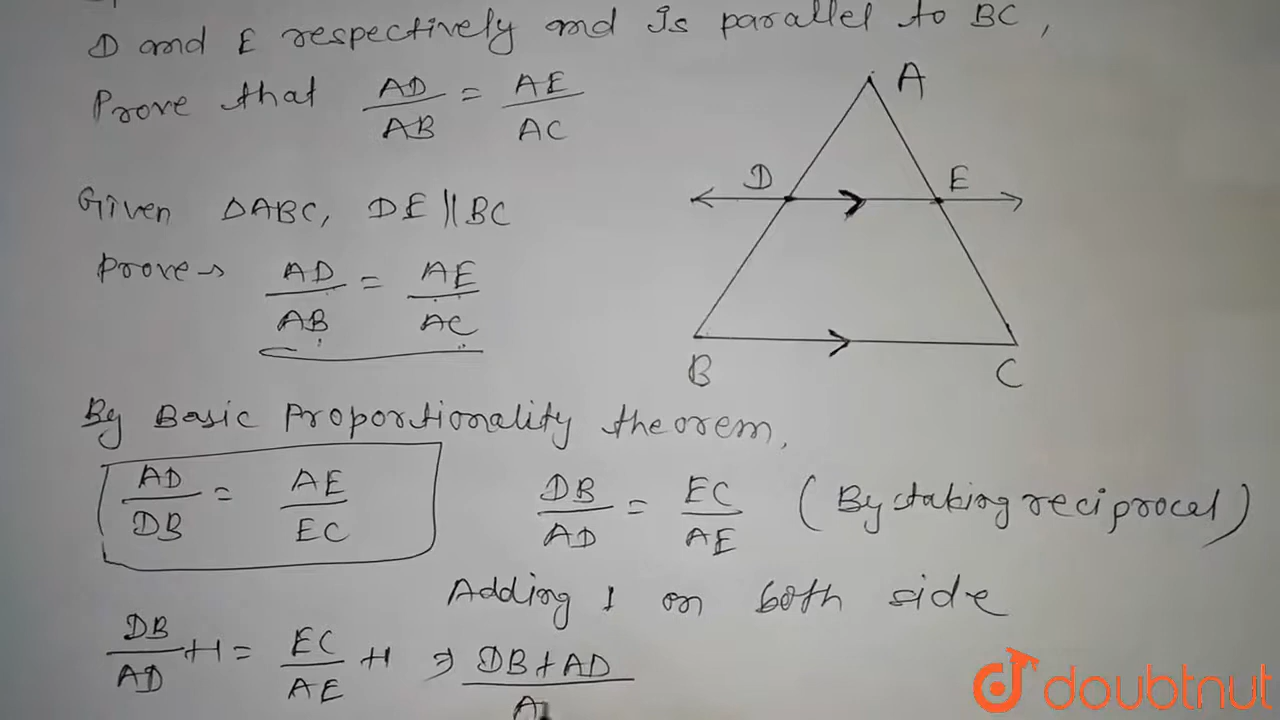 D and E respectively and Is parallel to BC,
Prove that AD/AB = AE/AC
A
D E
Given ΔABC, DE||BC
Prove→ AD/AB = AE/AC
B C
By Basic Proportionality theorem,
AD/DB = AE/EC DB/AD = EC/AE (By taking reciprocal)
Adding 1 on both side
DB/AD +1 = EC/AE +1 ⇒ DB+AD/A
doubtnut